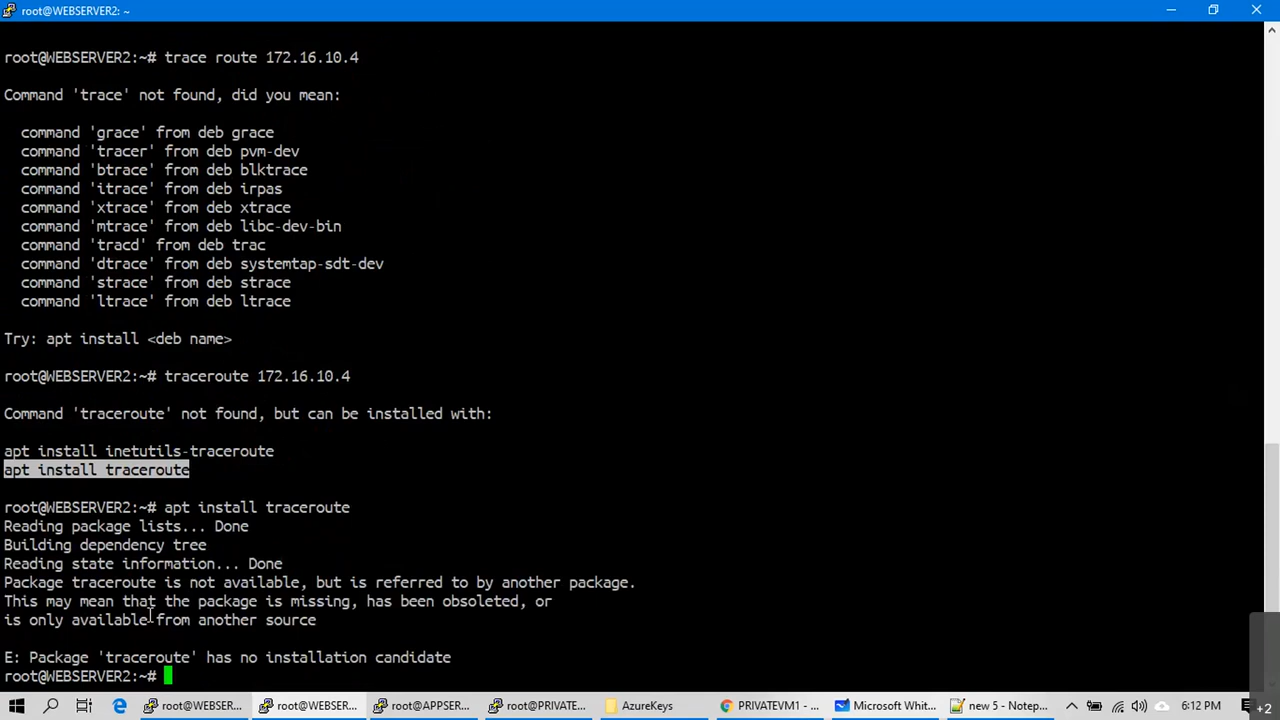 root@WEBSERVER2: ~
root@WEBSERVER2:~# trace route 172.16.10.4
Command 'trace' not found, did you mean:
command 'grace' from deb grace
command 'tracer' from deb pvm-dev
command 'btrace' from deb blktrace
command 'itrace' from deb irpas
command 'xtrace' from deb xtrace
command 'mtrace' from deb libc-dev-bin
command 'tracd' from deb trac
command 'dtrace' from deb systemtap-sdt-dev
command 'strace' from deb strace
command 'ltrace' from deb ltrace
Try: apt install <deb name>
root@WEBSERVER2:~# traceroute 172.16.10.4
Command 'traceroute' not found, but can be installed with:
apt install inetutils-traceroute
apt install traceroute
root@WEBSERVER2:~# apt install traceroute
Reading package lists... Done
Building dependency tree
Reading state information... Done
Package traceroute is not available, but is referred to by another package.
This may mean that the package is missing, has been obsoleted, or
is only available from another source
E: Package 'traceroute' has no installation candidate
root@WEBSERVER2:~#
root@WEBSER... root@WEBSER... root@APPSER... root@PRIVATE... AzureKeys PRIVATEVM1 - ... Microsoft Whit... new 5 - Notep... 6:12 PM +2